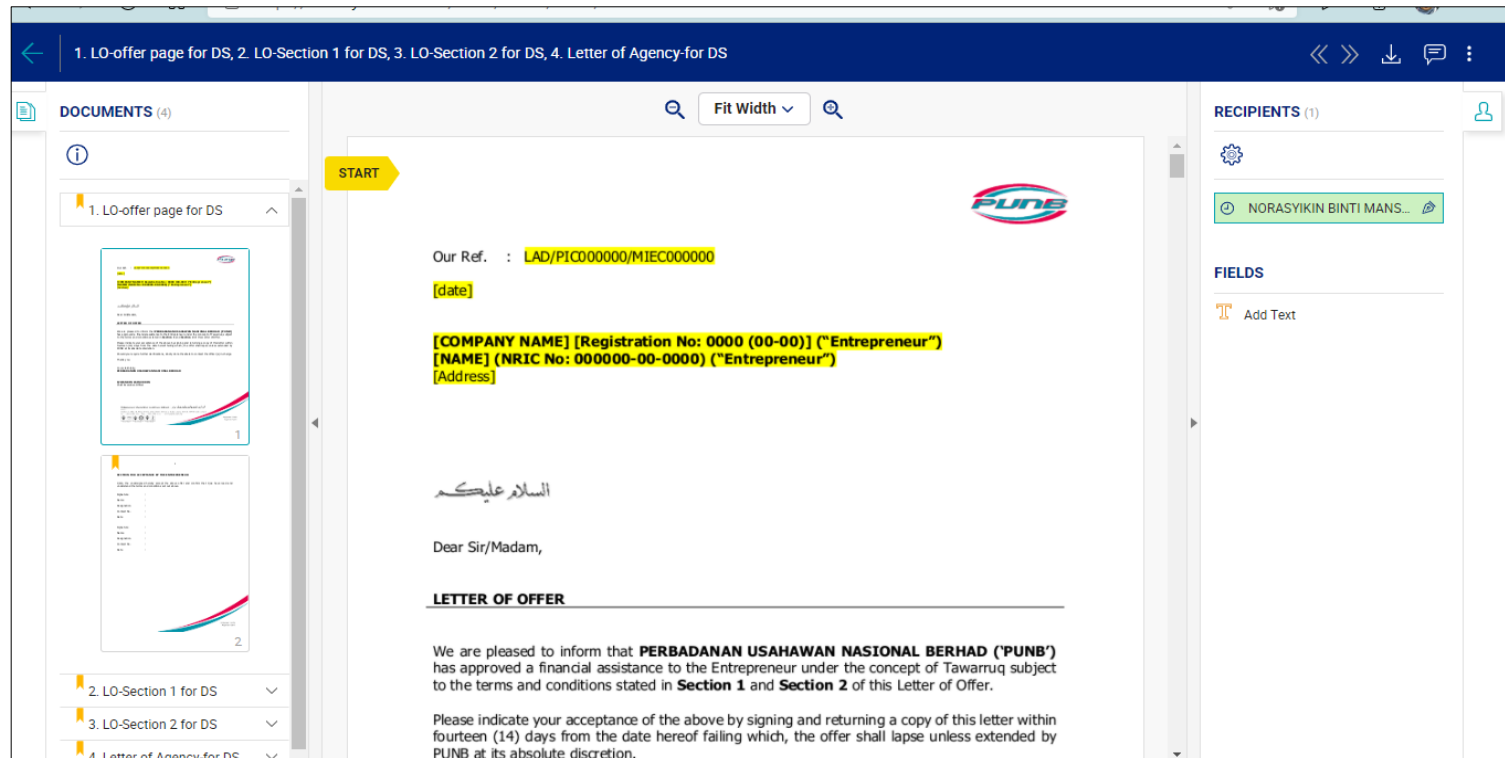 1. LO-offer page for DS, 2. LO-Section 1 for DS, 3. LO-Section 2 for DS, 4. Letter of Agency-for DS
DOCUMENTS (4)
1. LO-offer page for DS
1
2
2. LO-Section 1 for DS
3. LO-Section 2 for DS
4. Letter of Agency-for DS
Fit Width
START
PUNB
Our Ref. : LAD/PIC000000/MIEC000000
[date]
[COMPANY NAME] [Registration No: 0000 (00-00)] (“Entrepreneur”)
[NAME] (NRIC No: 000000-00-0000) (“Entrepreneur”)
[Address]
السلام عليكم
Dear Sir/Madam,
LETTER OF OFFER
We are pleased to inform that PERBADANAN USAHAWAN NASIONAL BERHAD (‘PUNB’)
has approved a financial assistance to the Entrepreneur under the concept of Tawarruq subject
to the terms and conditions stated in Section 1 and Section 2 of this Letter of Offer.
Please indicate your acceptance of the above by signing and returning a copy of this letter within
fourteen (14) days from the date hereof failing which, the offer shall lapse unless extended by
PUNB at its absolute discretion.
RECIPIENTS (1)
NORASYIKIN BINTI MANS...
FIELDS
Add Text